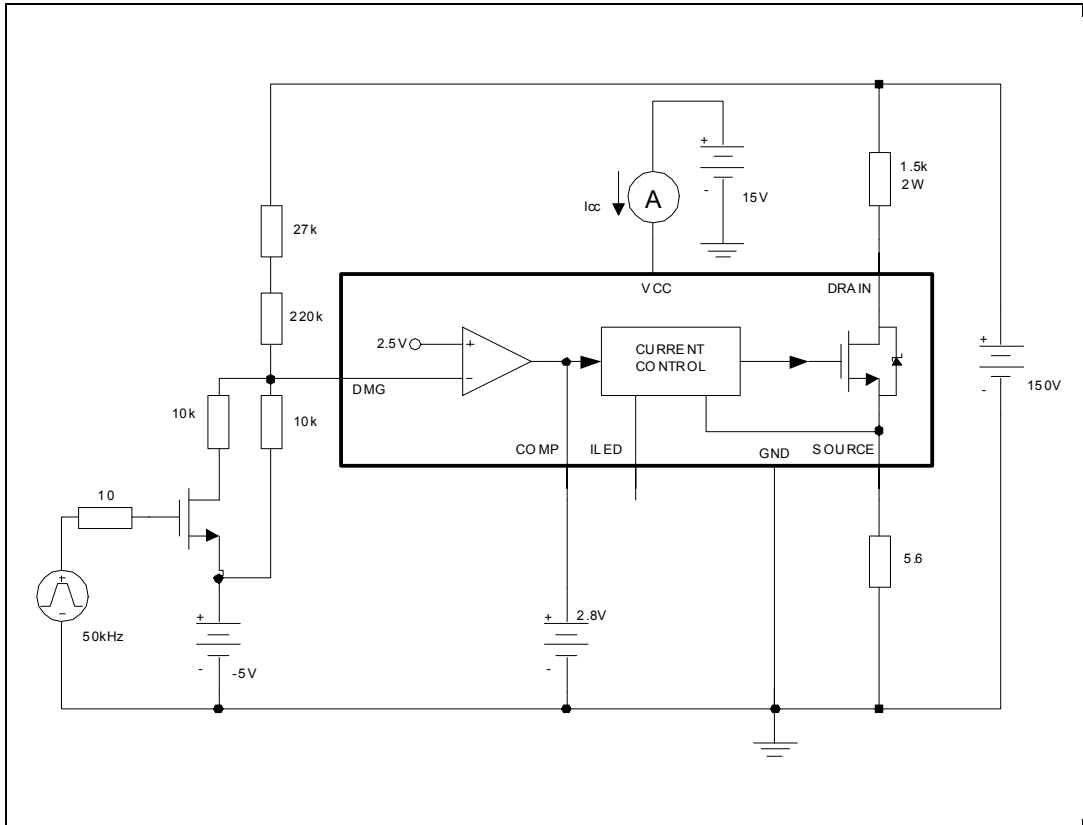 1.5k
2W
+
15V
-
A
Icc
27k
VCC
DRAIN
220k
2.5V
+
-
CURRENT
CONTROL
+
150V
-
DMG
10k
10k
COMP
ILED
GND
SOURCE
10
5.6
+
-
50kHz
+
-5V
-
+
2.8V
-